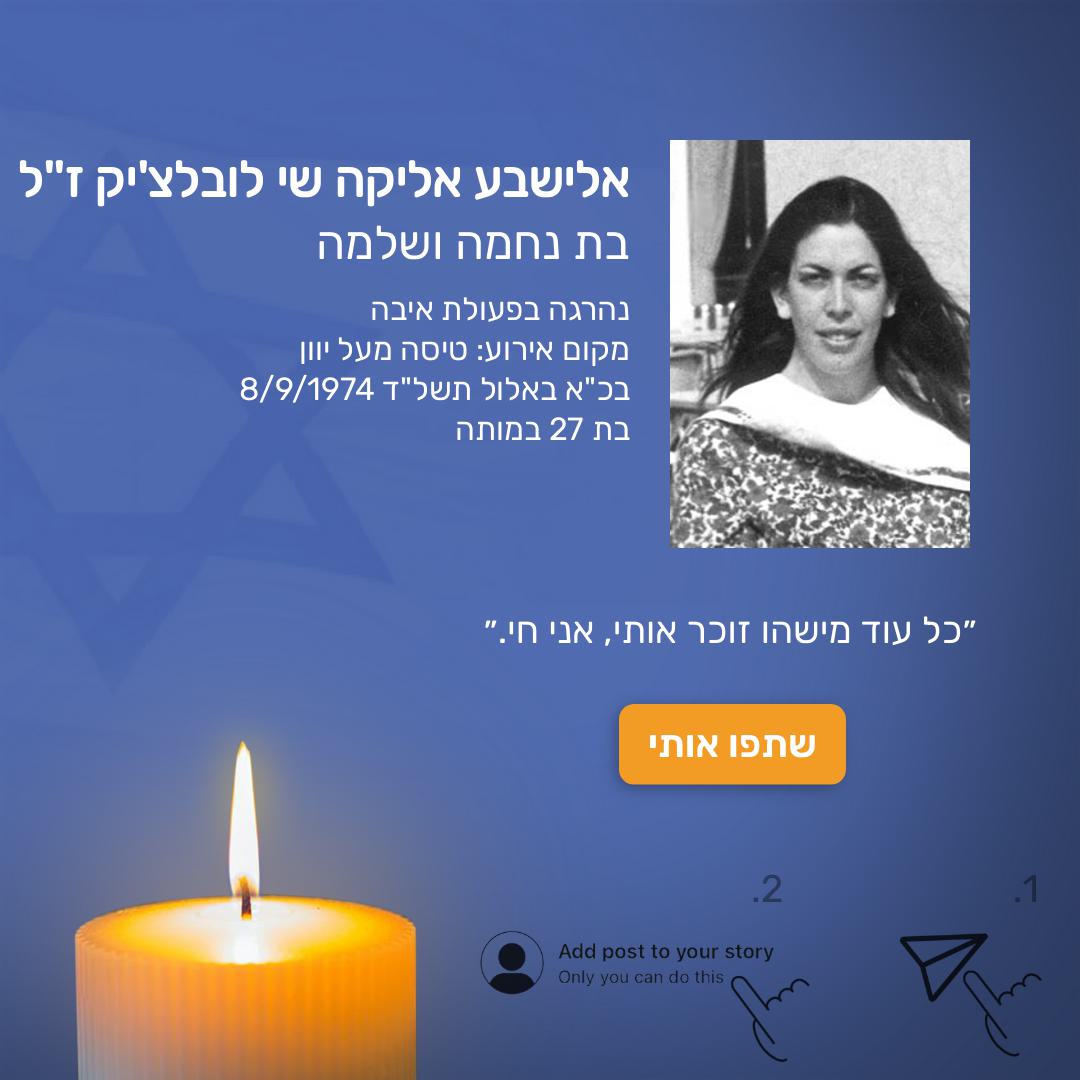 אלישבע אליקה שי לובלצ'יק ז"ל
בת נחמה ושלמה
נהרגה בפעולת איבה
מקום אירוע: טיסה מעל יוון
בכ"א באלול תשל"ד 8/9/1974
בת 27 במותה
״כל עוד מישהו זוכר אותי, אני חי.״
שתפו אותי
.1
.2
Add post to your story
Only you can do this